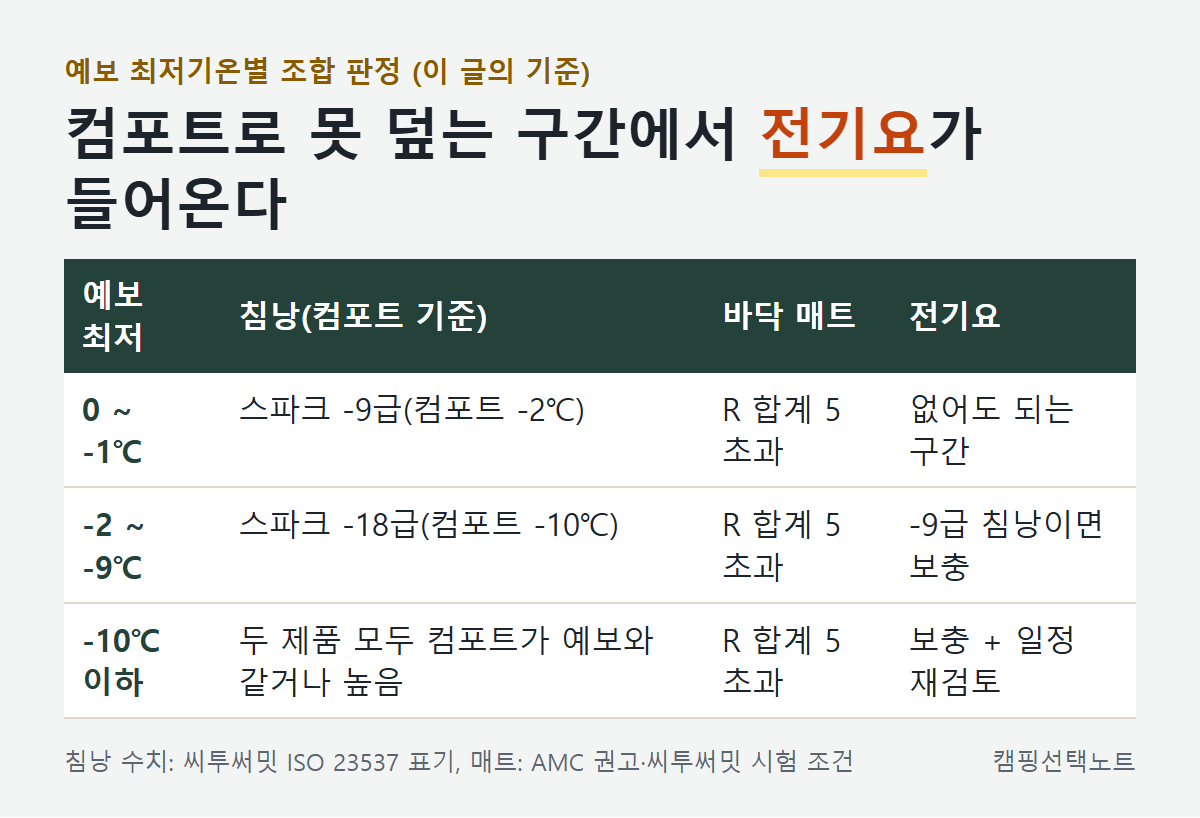 예보 최저기온별 조합 판정 (이 글의 기준)
컴포트로 못 덮는 구간에서 전기요가
들어온다
예보
최저
침낭(컴포트 기준)
바닥 매트
전기요
0 ~
-1℃
스파크 -9급(컴포트 -2℃)
R 합계 5
초과
없어도 되는
구간
-2 ~
-9℃
스파크 -18급(컴포트 -10℃)
R 합계 5
초과
-9급 침낭이면
보충
-10℃
이하
두 제품 모두 컴포트가 예보와
같거나 높음
R 합계 5
초과
보충 + 일정
재검토
침낭 수치: 씨투써밋 ISO 23537 표기, 매트: AMC 권고·씨투써밋 시험 조건
캠핑선택노트